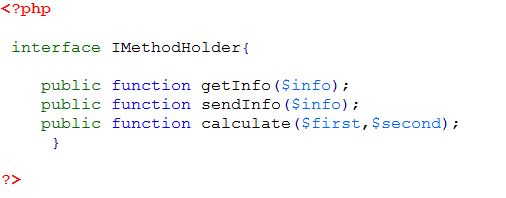 <?php
interface IMethodHolder{
public function getInfo($info);
public function sendInfo($info);
public function calculate($first,$second);
}
?>